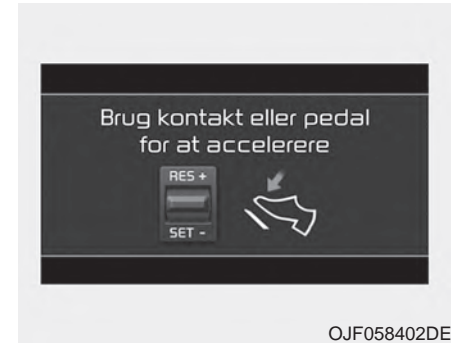 Brug kontakt eller pedal
for at accelerere
RES +
SET -
OJF058402DE